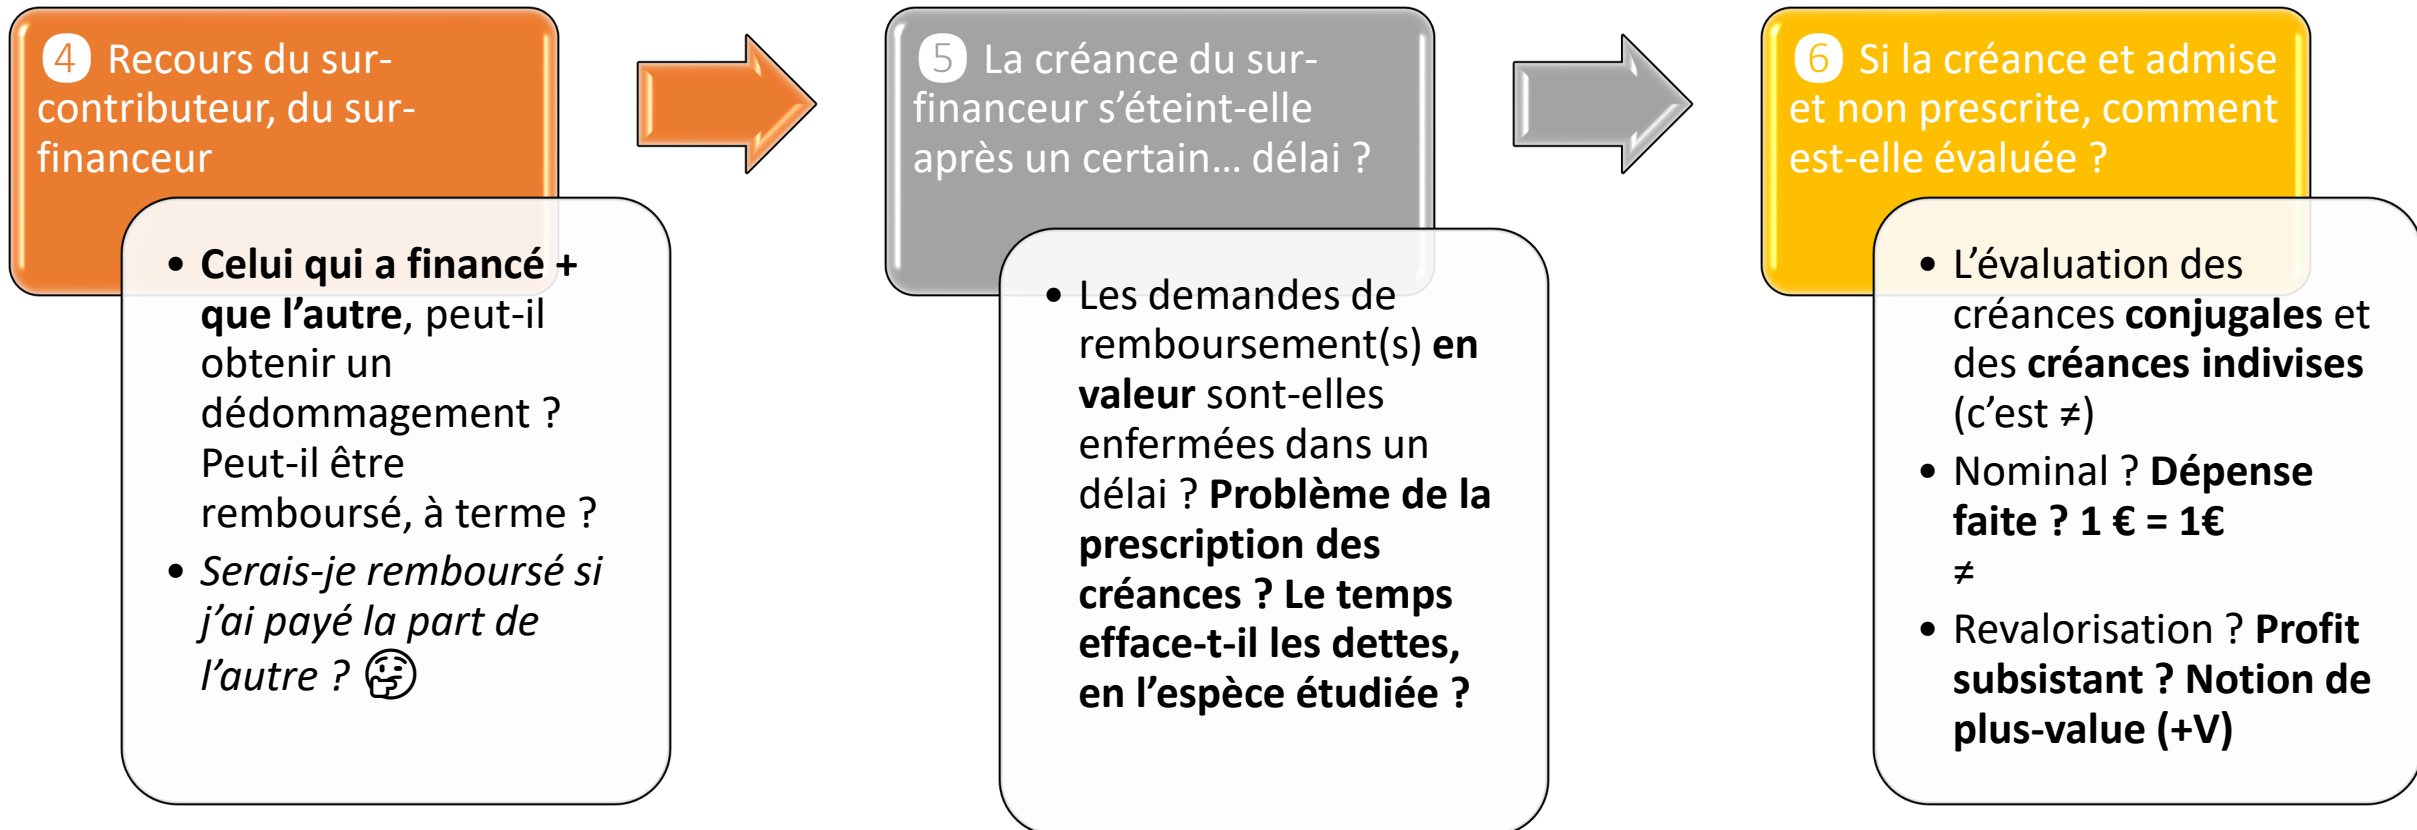 4 Recours du sur-
contributeur, du sur-
financeur
• Celui qui a financé +
que l’autre, peut-il
obtenir un
dédommagement ?
Peut-il être
remboursé, à terme ?
• Serais-je remboursé si
j’ai payé la part de
l’autre ? 🤔
5 La créance du sur-
financeur s’éteint-elle
après un certain… délai ?
• Les demandes de
remboursement(s) en
valeur sont-elles
enfermées dans un
délai ? Problème de la
prescription des
créances ? Le temps
efface-t-il les dettes,
en l’espèce étudiée ?
6 Si la créance et admise
et non prescrite, comment
est-elle évaluée ?
• L’évaluation des
créances conjugales et
des créances indivises
(c’est ≠)
• Nominal ? Dépense
faite ? 1 € = 1€
≠
• Revalorisation ? Profit
subsistant ? Notion de
plus-value (+V)